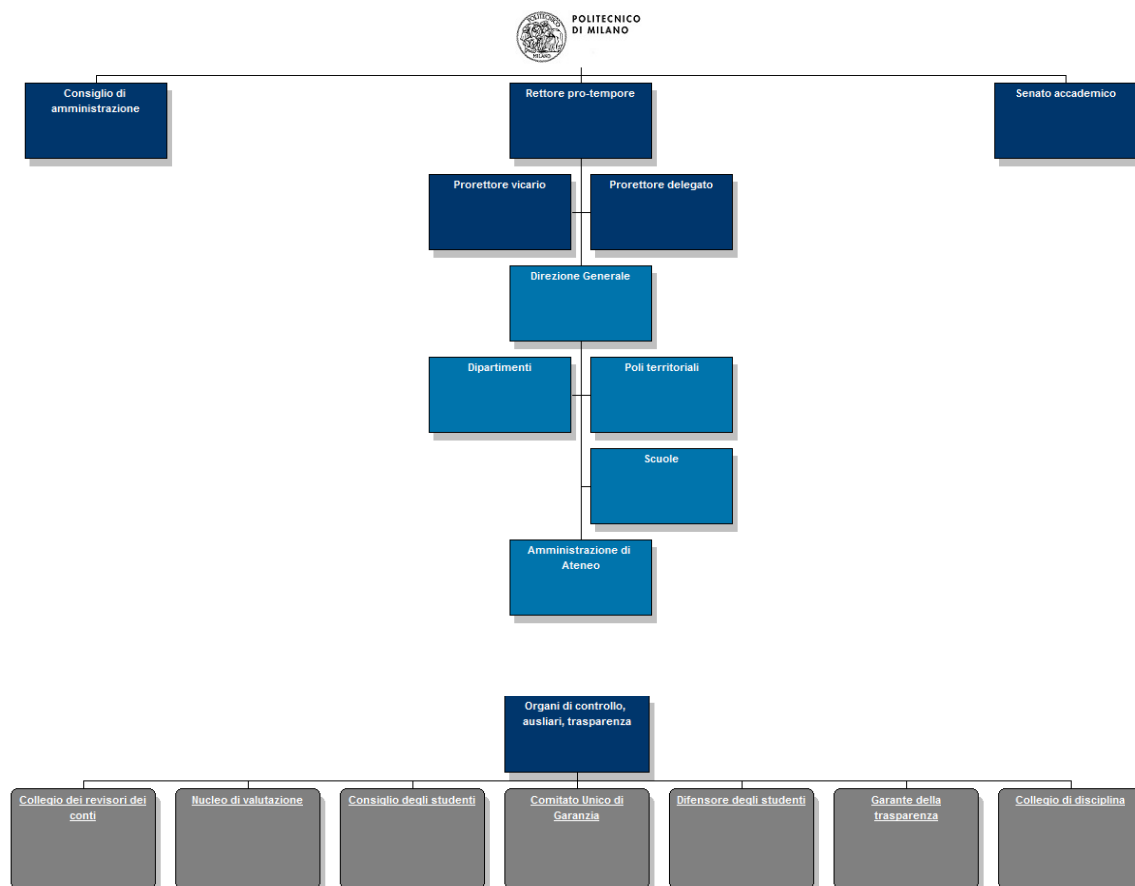 POLITECNICO
DI MILANO
POLITECNICO
MILANO
Consiglio di
amministrazione
Rettore pro-tempore
Senato accademico
Prorettore vicario
Prorettore delegato
Direzione Generale
Dipartimenti
Poli territoriali
Scuole
Amministrazione di
Ateneo
Organi di controllo,
ausliari, trasparenza
Collegio dei revisori dei
conti
Nucleo di valutazione
Consiglio degli studenti
Comitato Unico di
Garanzia
Difensore degli studenti
Garante della
trasparenza
Collegio di disciplina